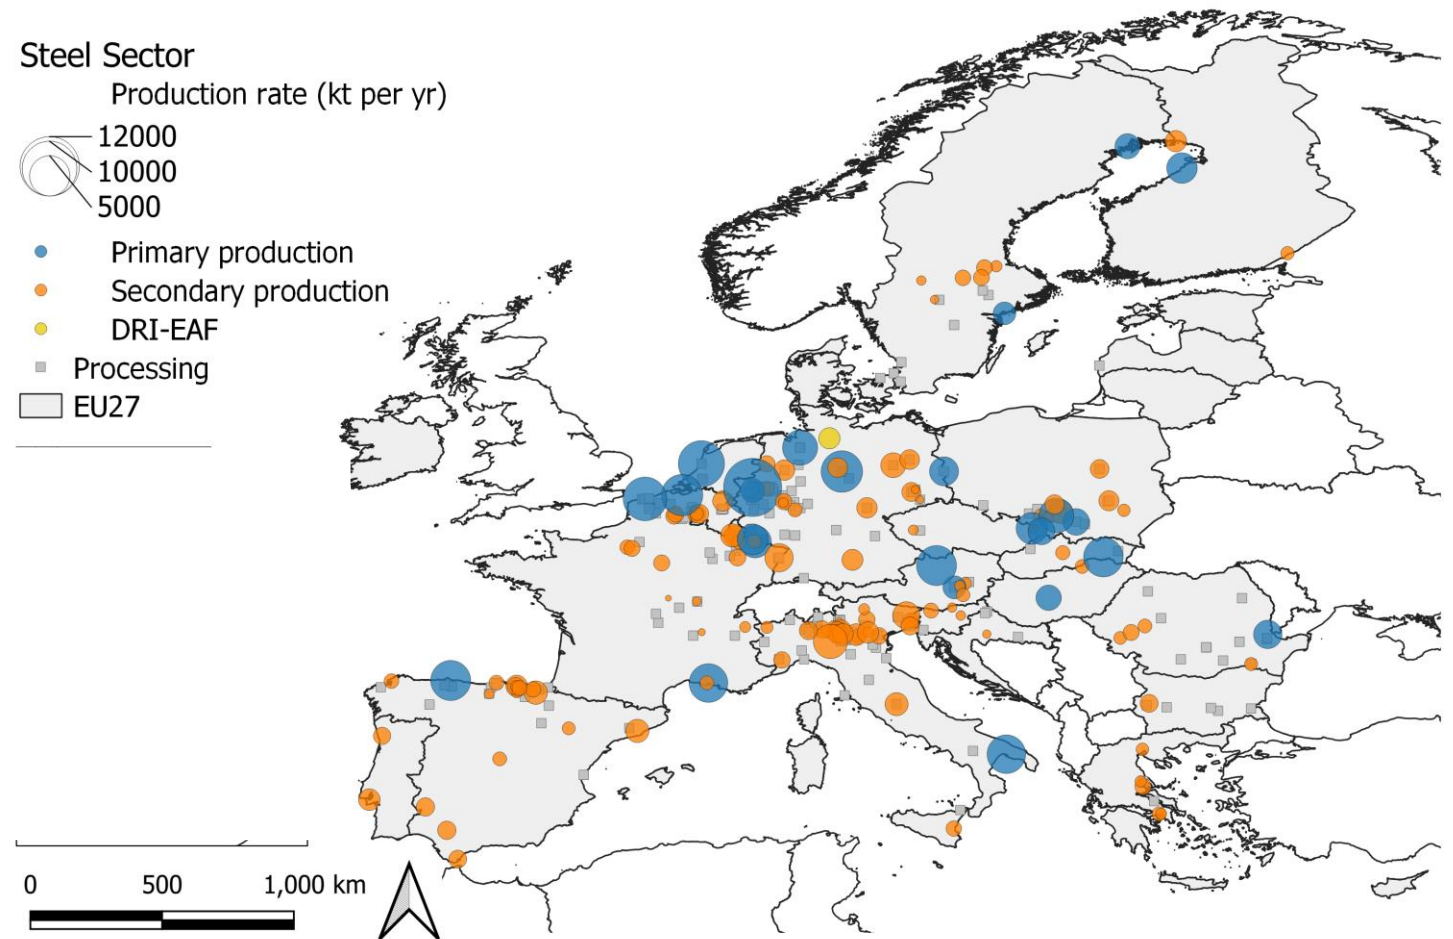 Steel Sector
Production rate (kt per yr)
12000
10000
5000
Primary production
Secondary production
DRI-EAF
Processing
EU27
0 500 1,000 km